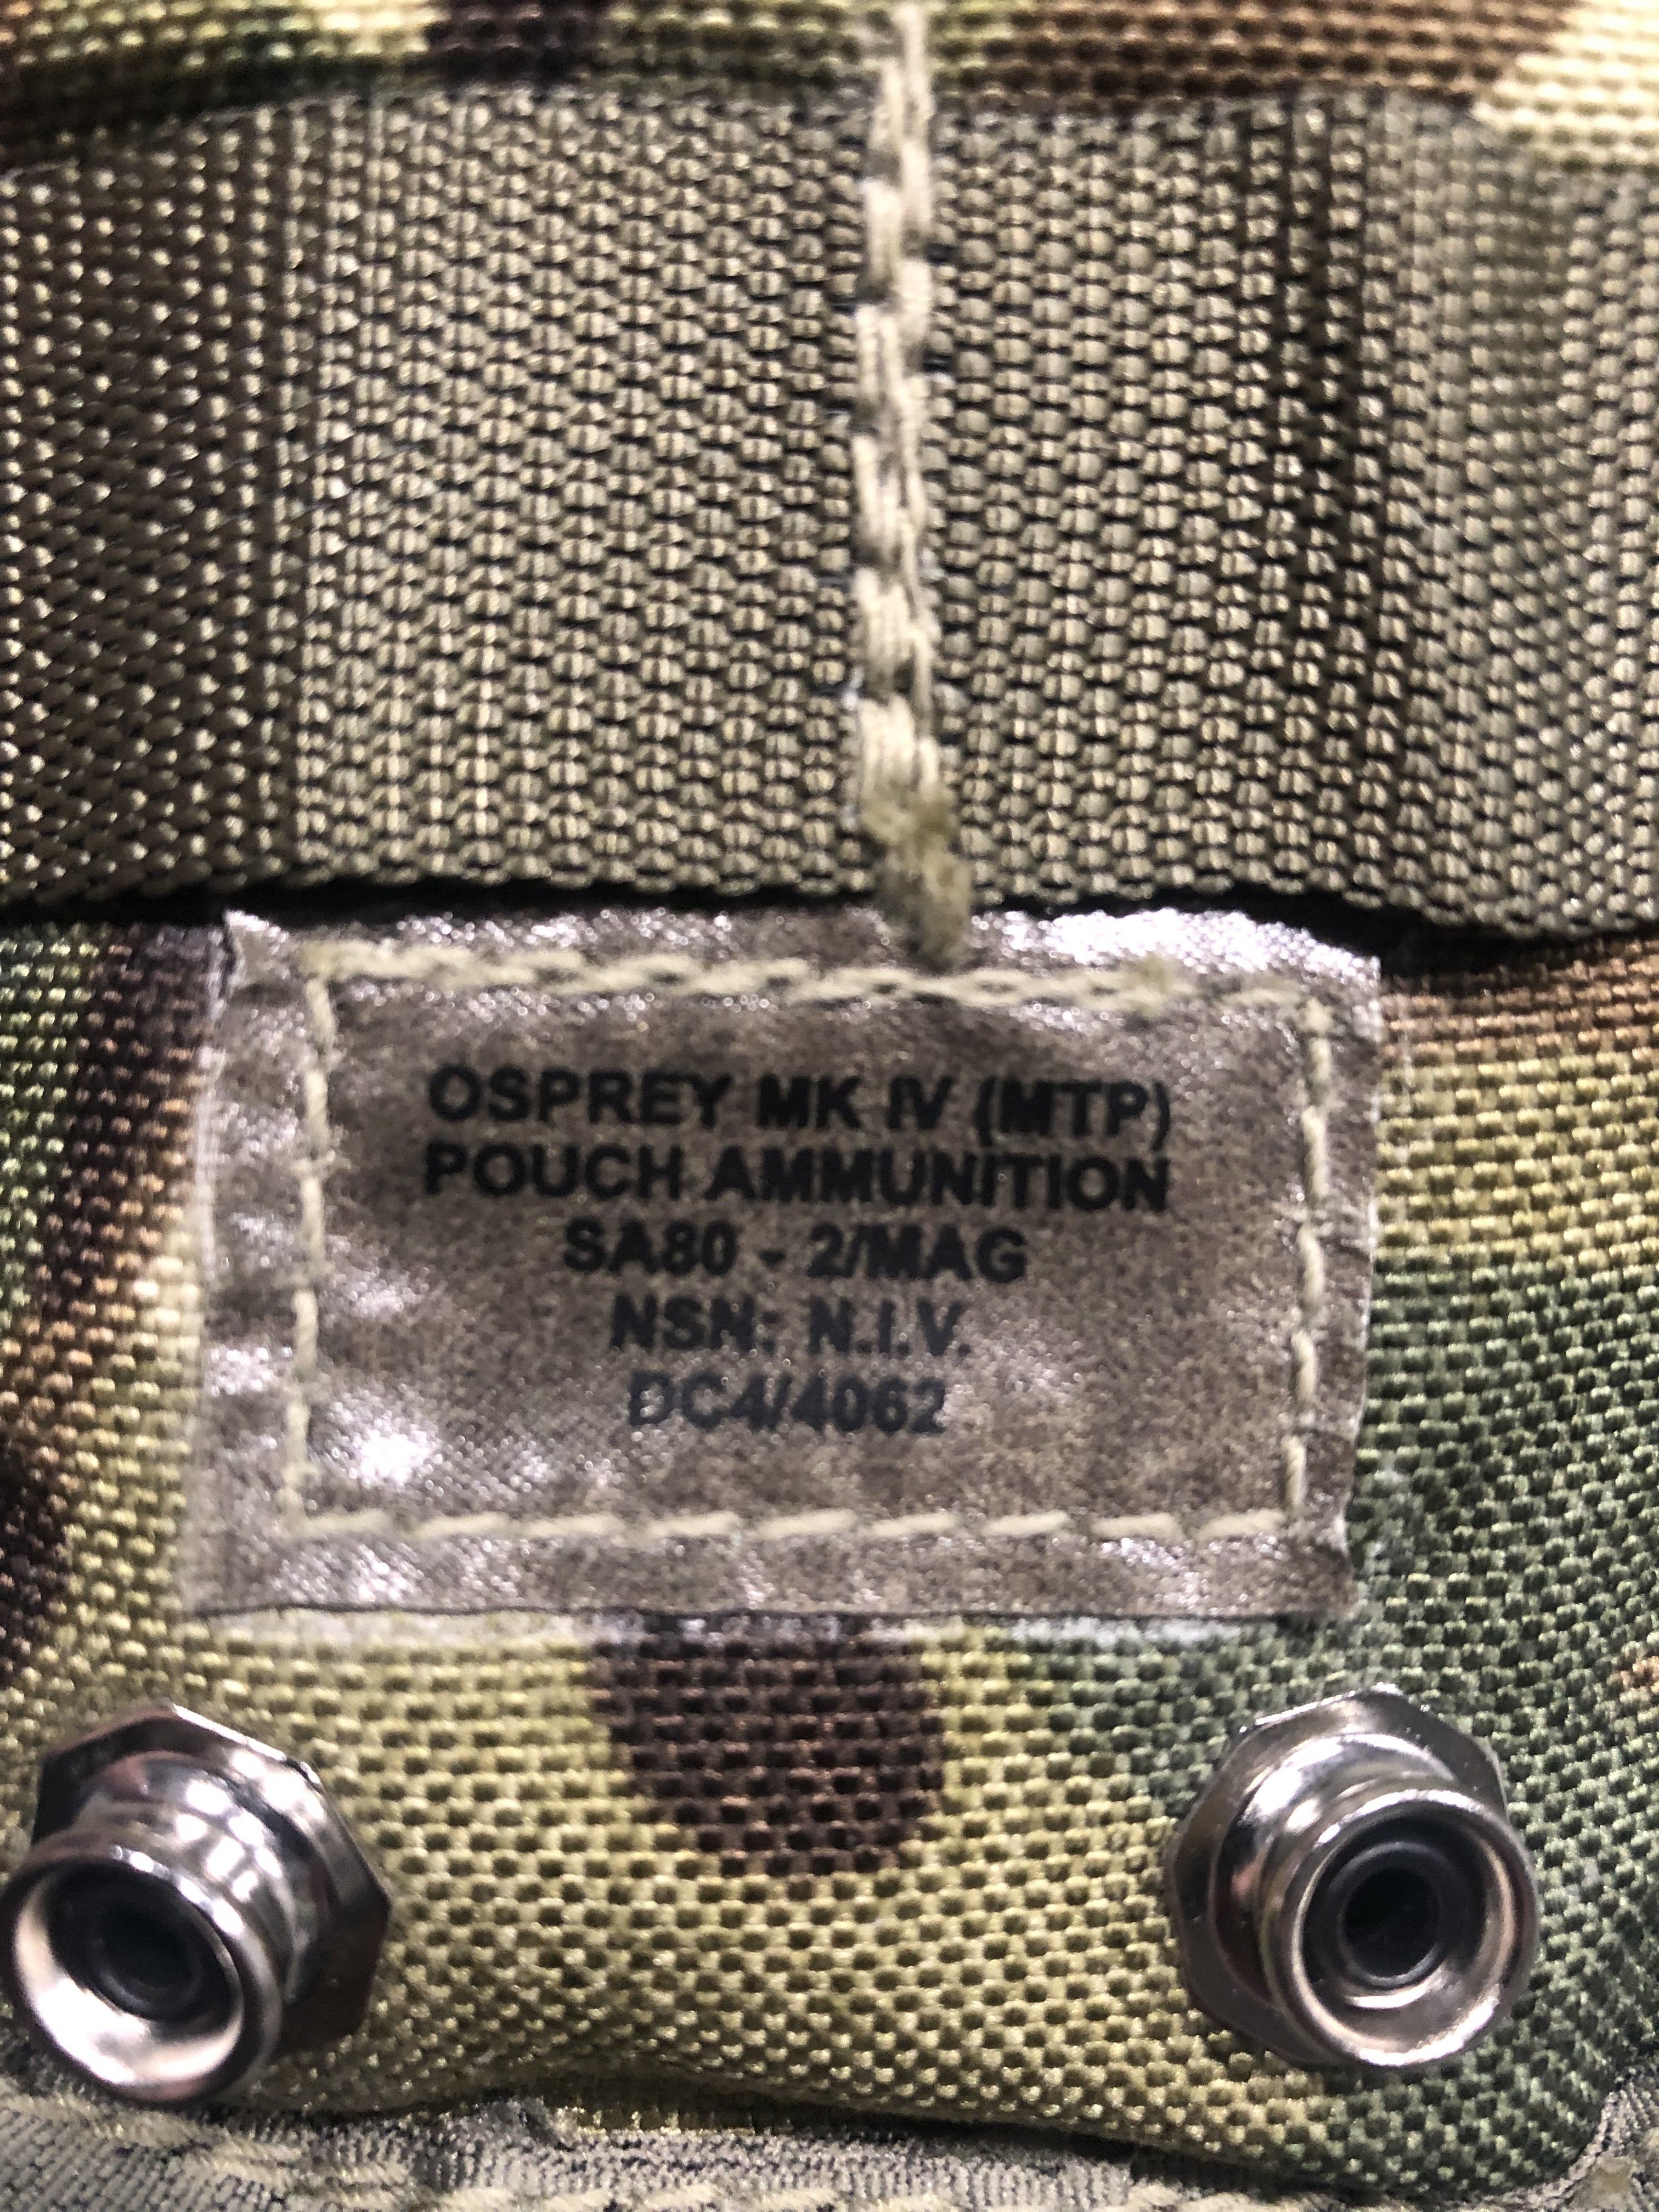 OSPREY MK IV (MTP)
POUCH AMMUNITION
SA80 - 2/MAG
NSN: N.I.V.
DC4/4062